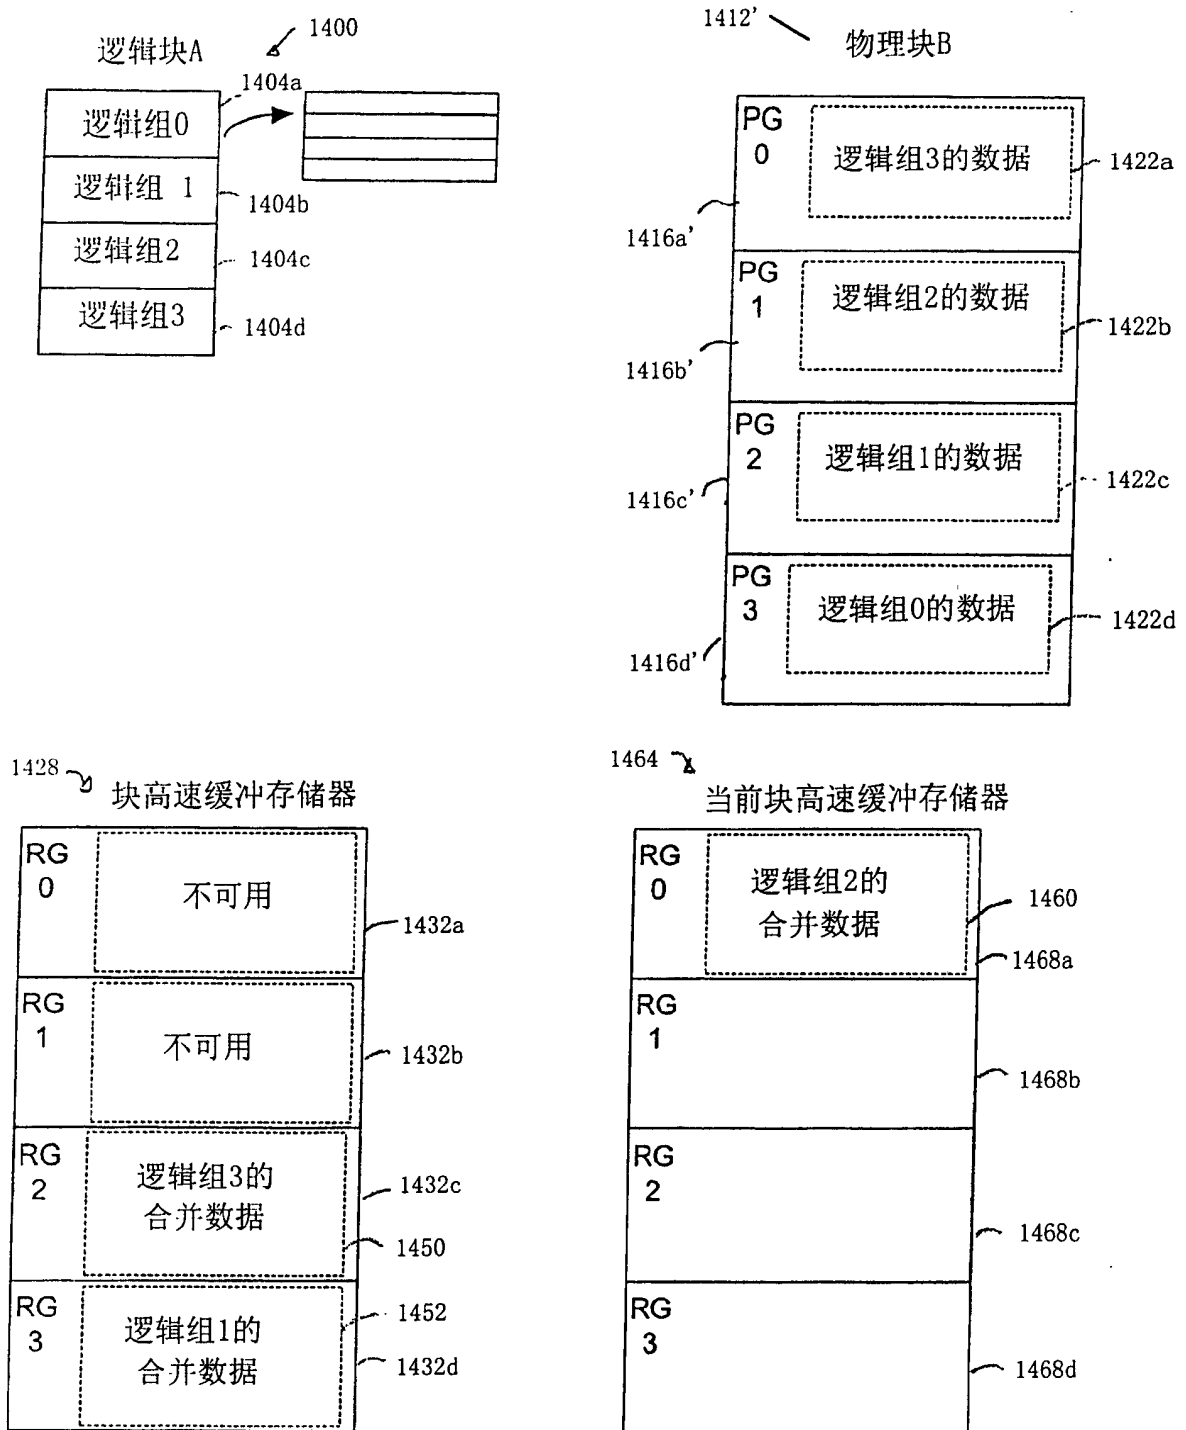 逻辑块A
1400
1404a
逻辑组0
逻辑组 1
1404b
逻辑组2
1404c
逻辑组3
1404d
1412'
物理块B
PG
0
逻辑组3的数据
1422a
1416a'
PG
1
逻辑组2的数据
1422b
1416b'
PG
2
逻辑组1的数据
1422c
1416c'
PG
3
逻辑组0的数据
1422d
1416d'
1428
块高速缓冲存储器
RG
0
不可用
1432a
RG
1
不可用
1432b
RG
2
逻辑组3的
合并数据
1432c
1450
RG
3
逻辑组1的
合并数据
1452
1432d
1464
当前块高速缓冲存储器
RG
0
逻辑组2的
合并数据
1460
1468a
RG
1
1468b
RG
2
1468c
RG
3
1468d